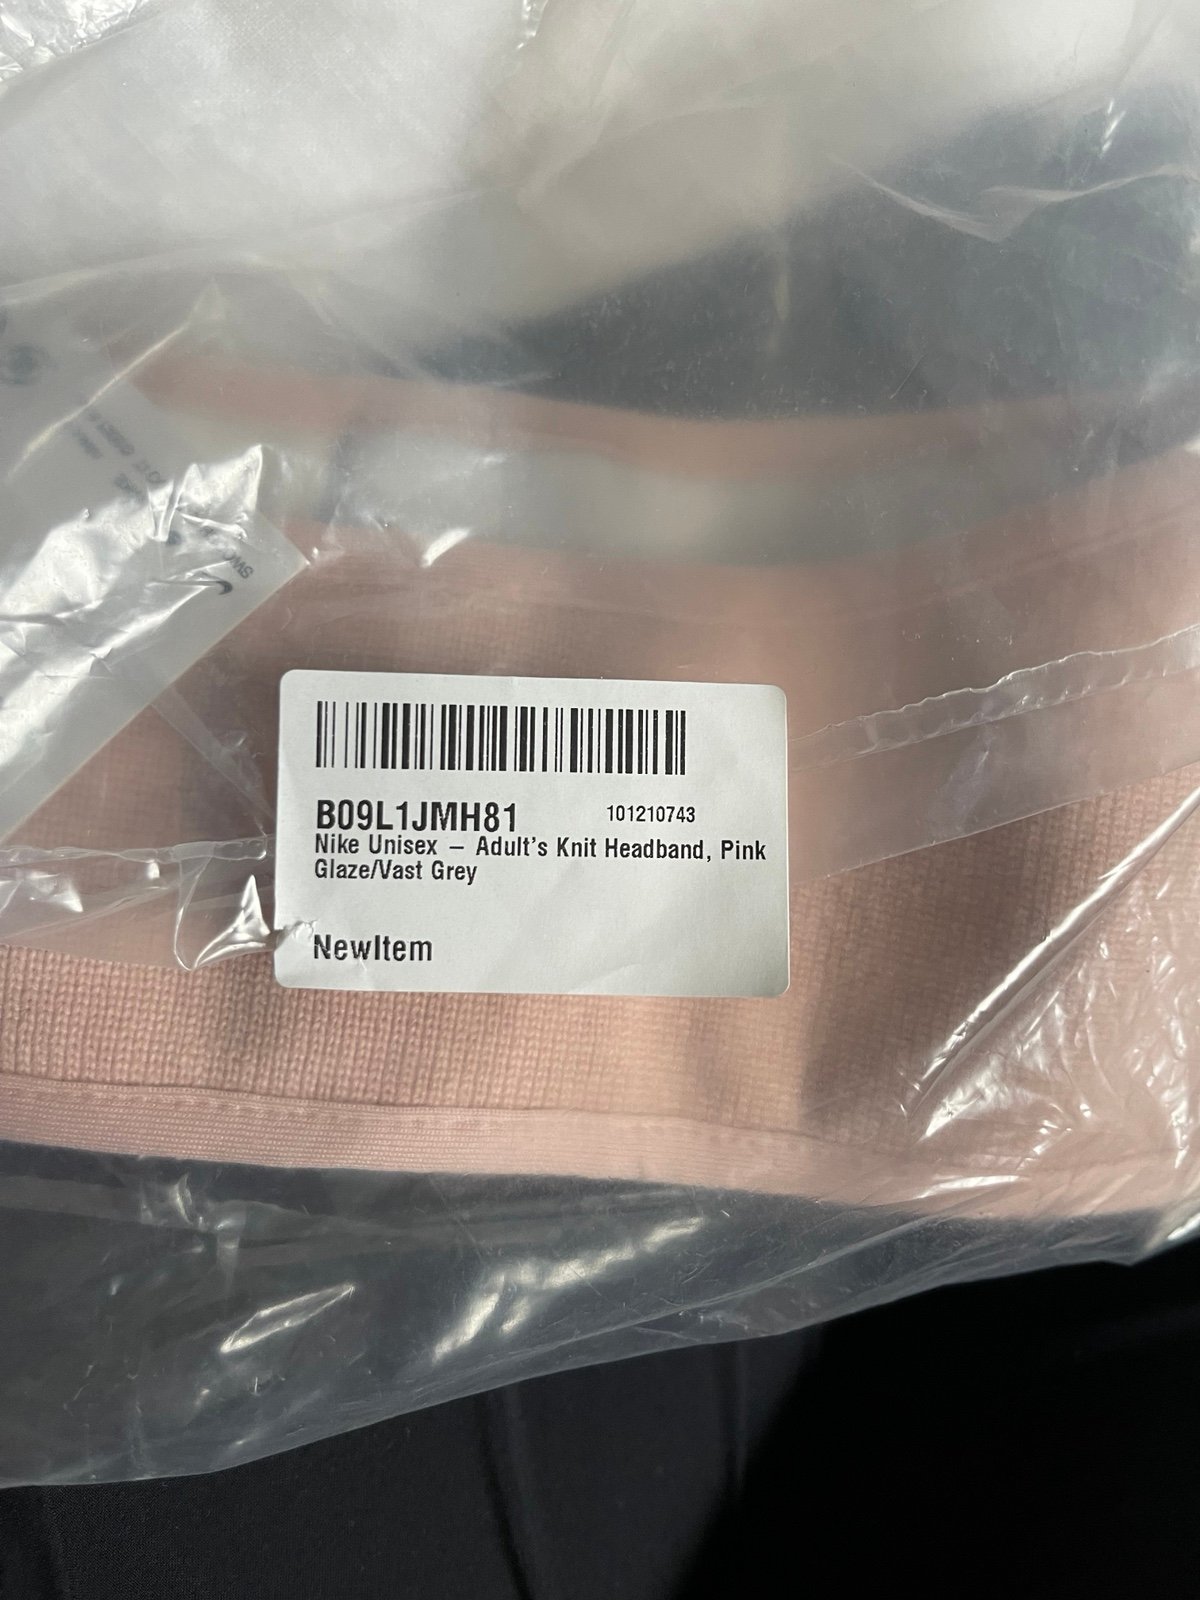 B09L1JMH81 101210743
Nike Unisex – Adult's Knit Headband, Pink
Glaze/Vast Grey
NewItem